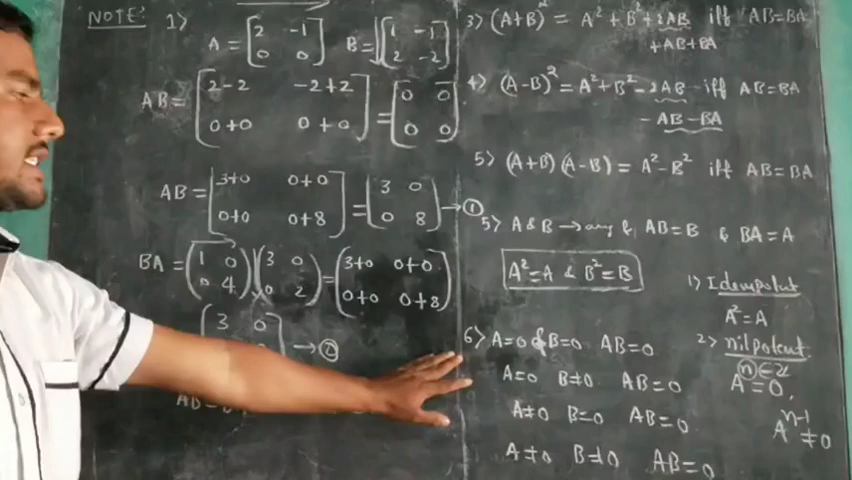 NOTE: 1)
A = [2 -1 0 0] B = [1 -1 2 -2]
AB = [2-2 -2+2 0+0 0+0] = [0 0 0 0]
AB = [3+0 0+0 0+0 0+8] = [3 0 0 8] → ①
BA = (1 0 0 4)(3 0 0 2) = (3+0 0+0 0+0 0+8)
[3 0 → ②
3) (A+B)² = A² + B² + 2AB iff AB=BA
+AB+BA
4) (A-B)² = A² + B² - 2AB iff AB=BA
- AB - BA
5) (A+B)(A-B) = A² - B² iff AB=BA
5) A & B → any &, AB=B & BA=A
A²=A & B²=B
6) A=0 & B=0 AB=0
A=0 B≠0 AB=0
A≠0 B=0 AB=0
A≠0 B≠0 AB=0
1) Idempotent
A²=A
2) nilpotent
A = 0,
A^(n-1) ≠ 0